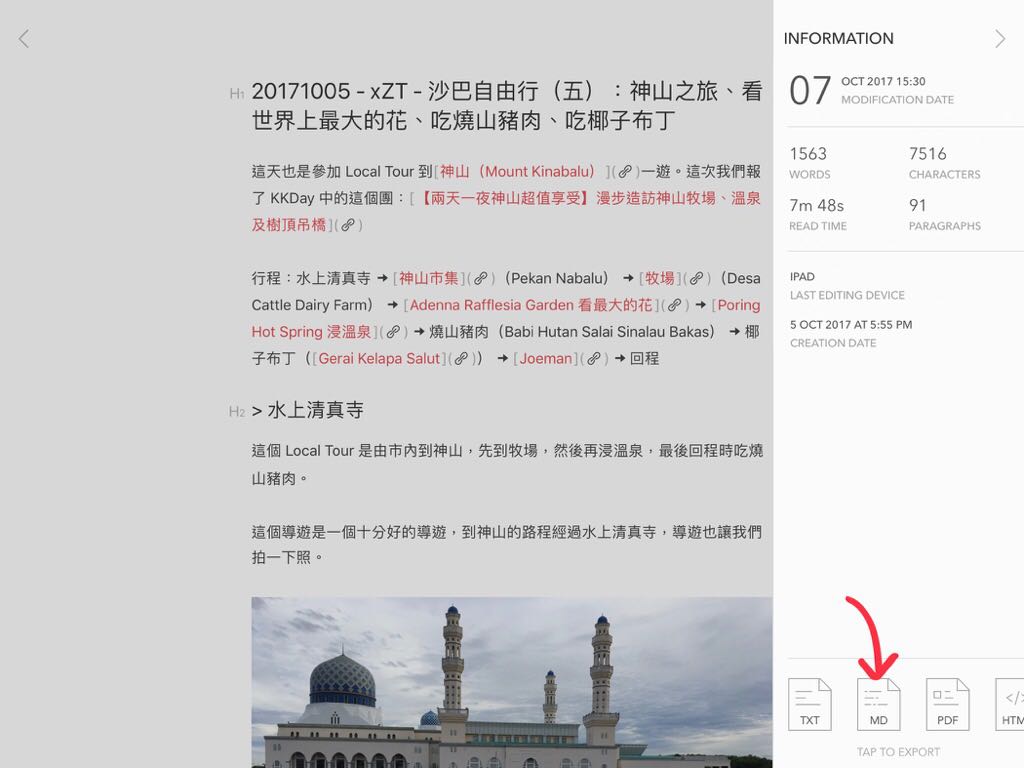 INFORMATION
H1 20171005 - xZT - 沙巴自由行（五）：神山之旅、看
世界上最大的花、吃燒山豬肉、吃椰子布丁
這天也是參加 Local Tour 到[神山（Mount Kinabalu）]()一遊。這次我們報
了 KKDay 中的這個團：[【兩天一夜神山超值享受】漫步造訪神山牧場、溫泉
及樹頂吊橋]()
行程：水上清真寺 → [神山市集]()（Pekan Nabalu） → [牧場]()（Desa
Cattle Dairy Farm） → [Adenna Rafflesia Garden 看最大的花]() → [Poring
Hot Spring 浸溫泉]() → 燒山豬肉（Babi Hutan Salai Sinalau Bakas） → 椰
子布丁（[Gerai Kelapa Salut]()） → [Joeman]() → 回程
H2 > 水上清真寺
這個 Local Tour 是由市內到神山，先到牧場，然後再浸溫泉，最後回程時吃燒
山豬肉。
這個導遊是一個十分好的導遊，到神山的路程經過水上清真寺，導遊也讓我們
拍一下照。
07 OCT 2017 15:30
MODIFICATION DATE
1563 7516
WORDS CHARACTERS
7m 48s 91
READ TIME PARAGRAPHS
IPAD
LAST EDITING DEVICE
5 OCT 2017 AT 5:55 PM
CREATION DATE
TXT MD PDF </> HTM
TAP TO EXPORT